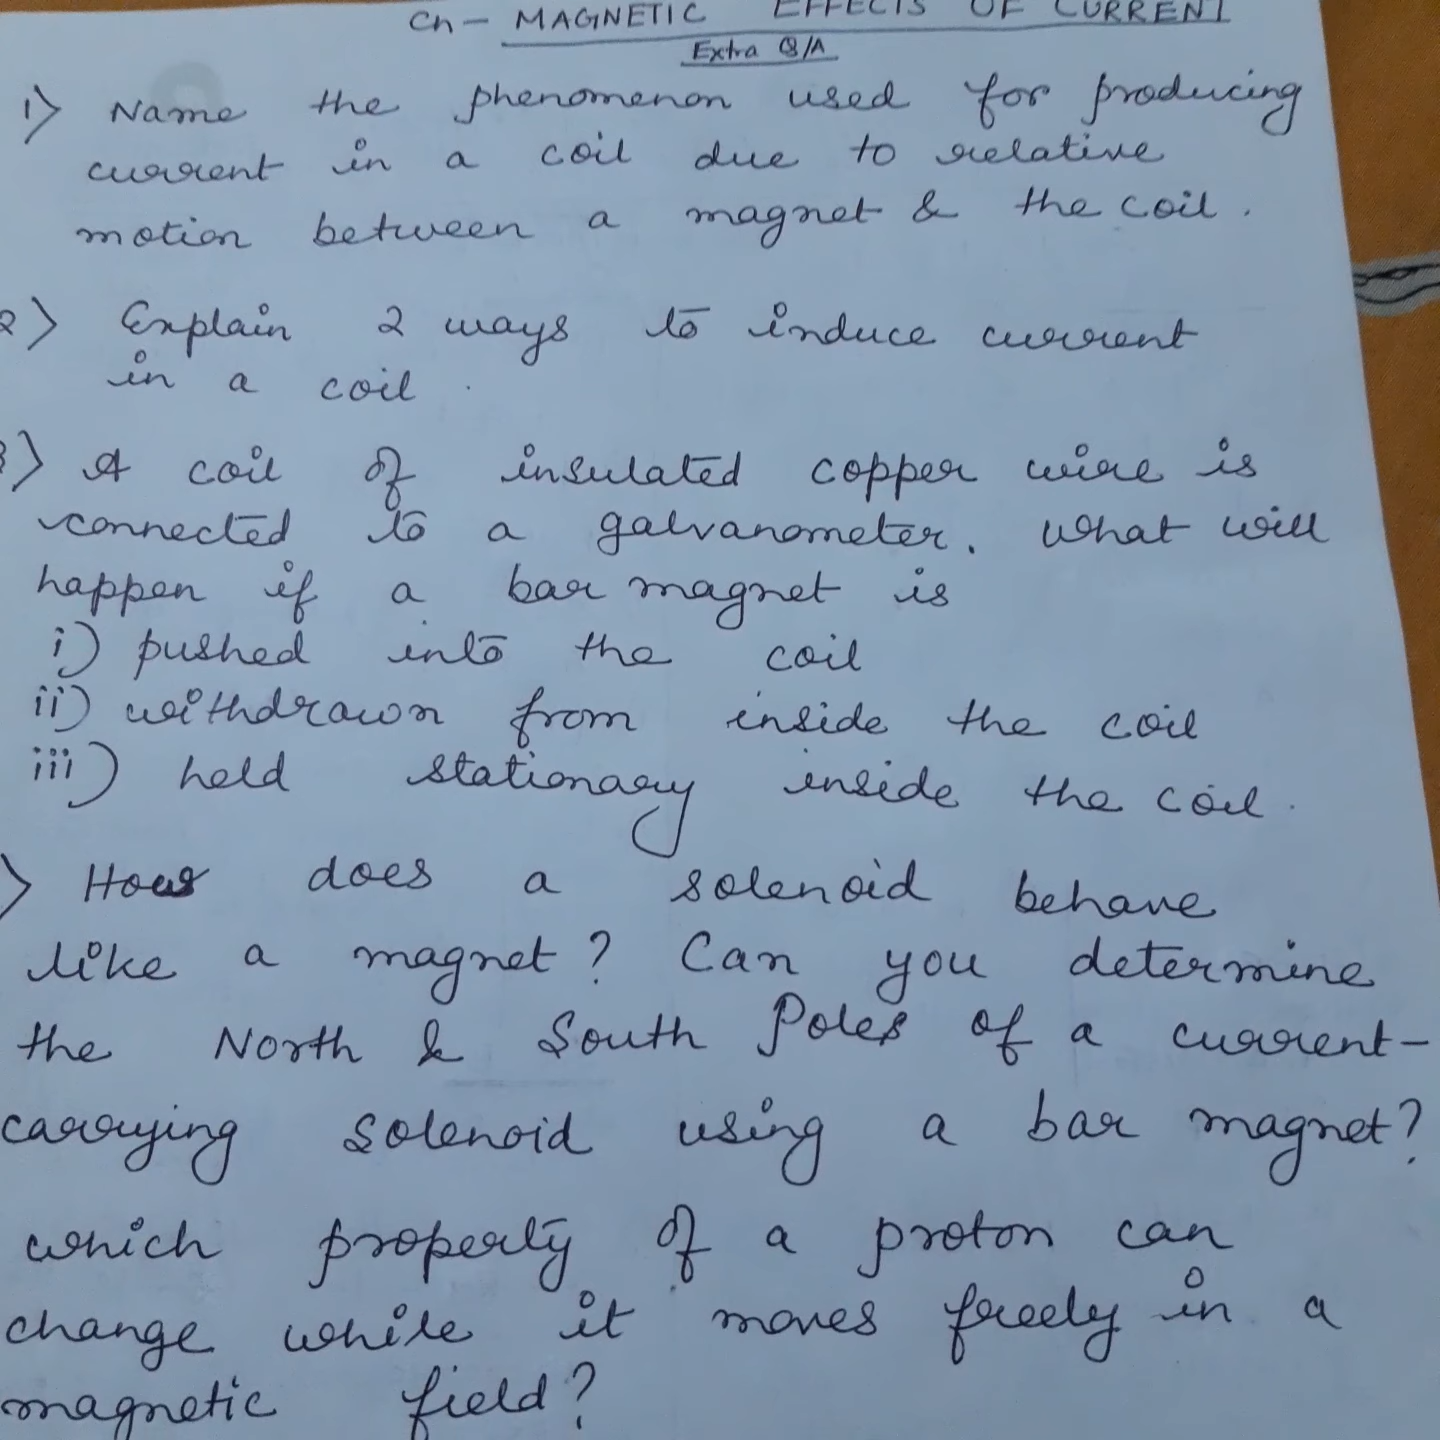 Ch - MAGNETIC EFFECTS OF CURRENT
Extra Q/A
1) Name the phenomenon used for producing
current in a coil due to relative
motion between a magnet & the coil.
2) Explain 2 ways to induce current
in a coil.
3) A coil of insulated copper wire is
connected to a galvanometer. What will
happen if a bar magnet is
i) pushed into the coil
ii) withdrawn from inside the coil
iii) held stationary inside the coil.
) How does a solenoid behave
like a magnet? Can you determine
the North & South Poles of a current-
carrying solenoid using a bar magnet?
which property of a proton can
change while it moves freely in a
magnetic field?